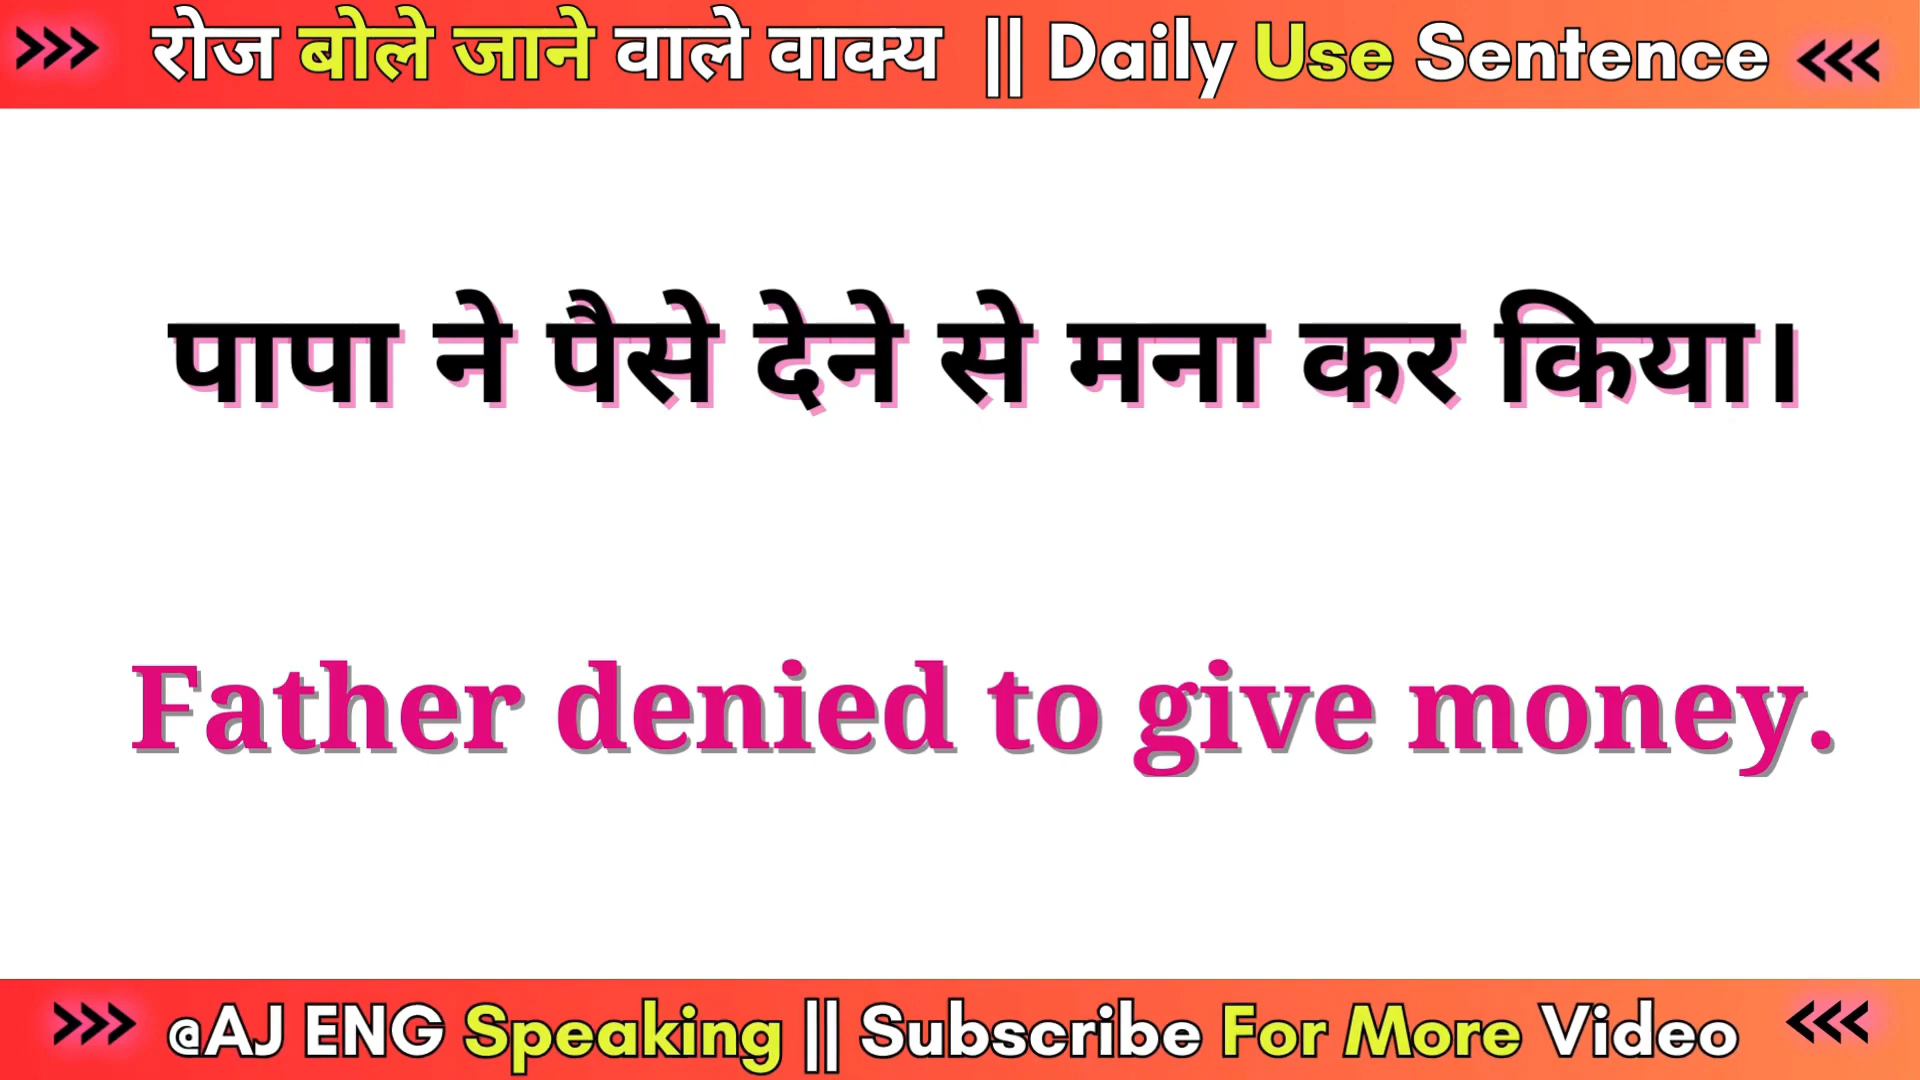 >>> रोज बोले जाने वाले वाक्य || Daily Use Sentence <<<
पापा ने पैसे देने से मना कर किया।
Father denied to give money.
>>> @AJ ENG Speaking || Subscribe For More Video <<<